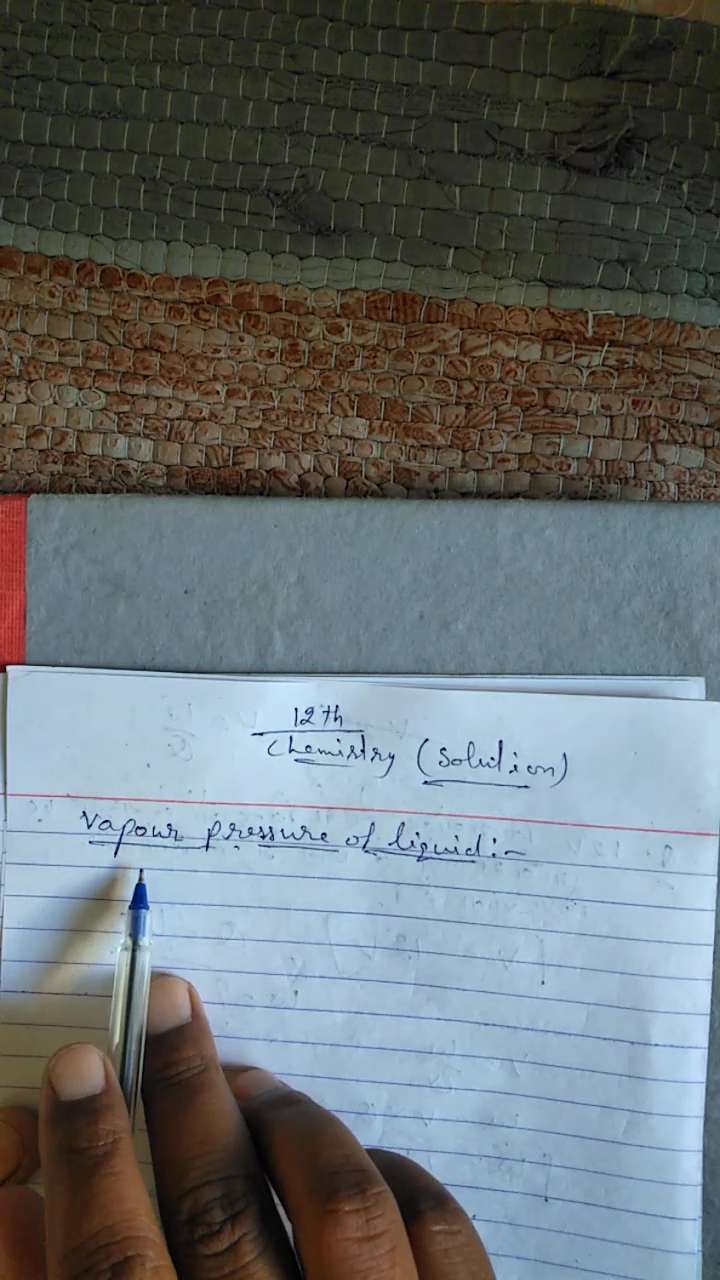 12th
Chemistry (Solution)
Vapour pressure of liquid:-